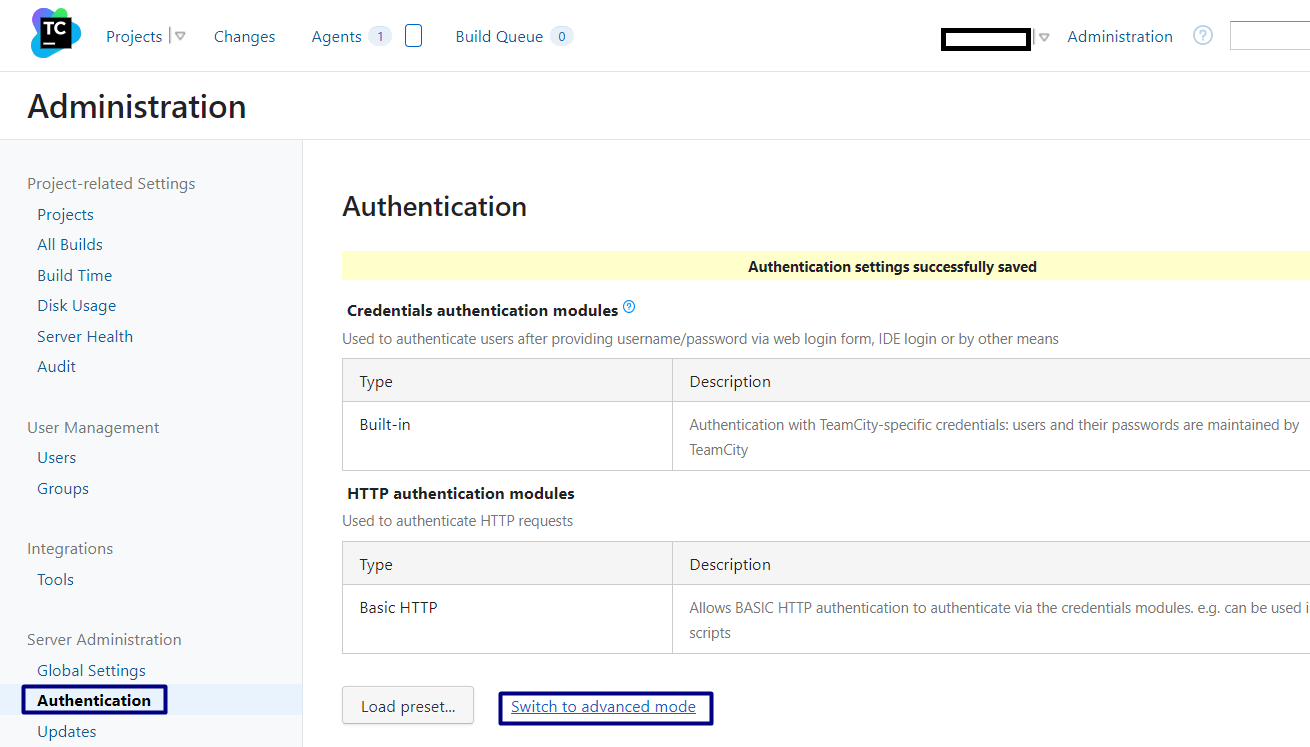 TC
Projects
Changes
Agents 1
Build Queue 0
Administration
?
Administration
Project-related Settings
Projects
All Builds
Build Time
Disk Usage
Server Health
Audit
User Management
Users
Groups
Integrations
Tools
Server Administration
Global Settings
Authentication
Updates
Authentication
Authentication settings successfully saved
Credentials authentication modules ?
Used to authenticate users after providing username/password via web login form, IDE login or by other means
Type Description
Built-in Authentication with TeamCity-specific credentials: users and their passwords are maintained by
TeamCity
HTTP authentication modules
Used to authenticate HTTP requests
Type Description
Basic HTTP Allows BASIC HTTP authentication to authenticate via the credentials modules. e.g. can be used i
scripts
Load preset... Switch to advanced mode